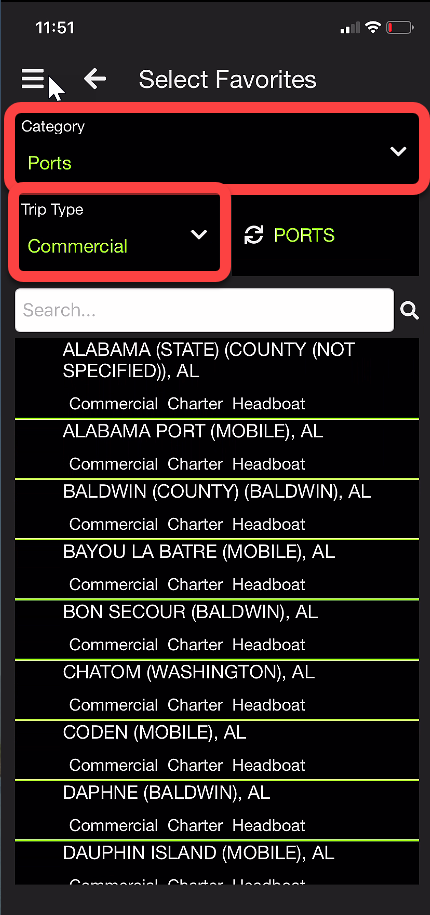 11:51
Select Favorites
Category
Ports
Trip Type
Commercial
PORTS
Search...
ALABAMA (STATE) (COUNTY (NOT
SPECIFIED)), AL
Commercial Charter Headboat
ALABAMA PORT (MOBILE), AL
Commercial Charter Headboat
BALDWIN (COUNTY) (BALDWIN), AL
Commercial Charter Headboat
BAYOU LA BATRE (MOBILE), AL
Commercial Charter Headboat
BON SECOUR (BALDWIN), AL
Commercial Charter Headboat
CHATOM (WASHINGTON), AL
Commercial Charter Headboat
CODEN (MOBILE), AL
Commercial Charter Headboat
DAPHNE (BALDWIN), AL
Commercial Charter Headboat
DAUPHIN ISLAND (MOBILE), AL
Commercial Charter Headboat